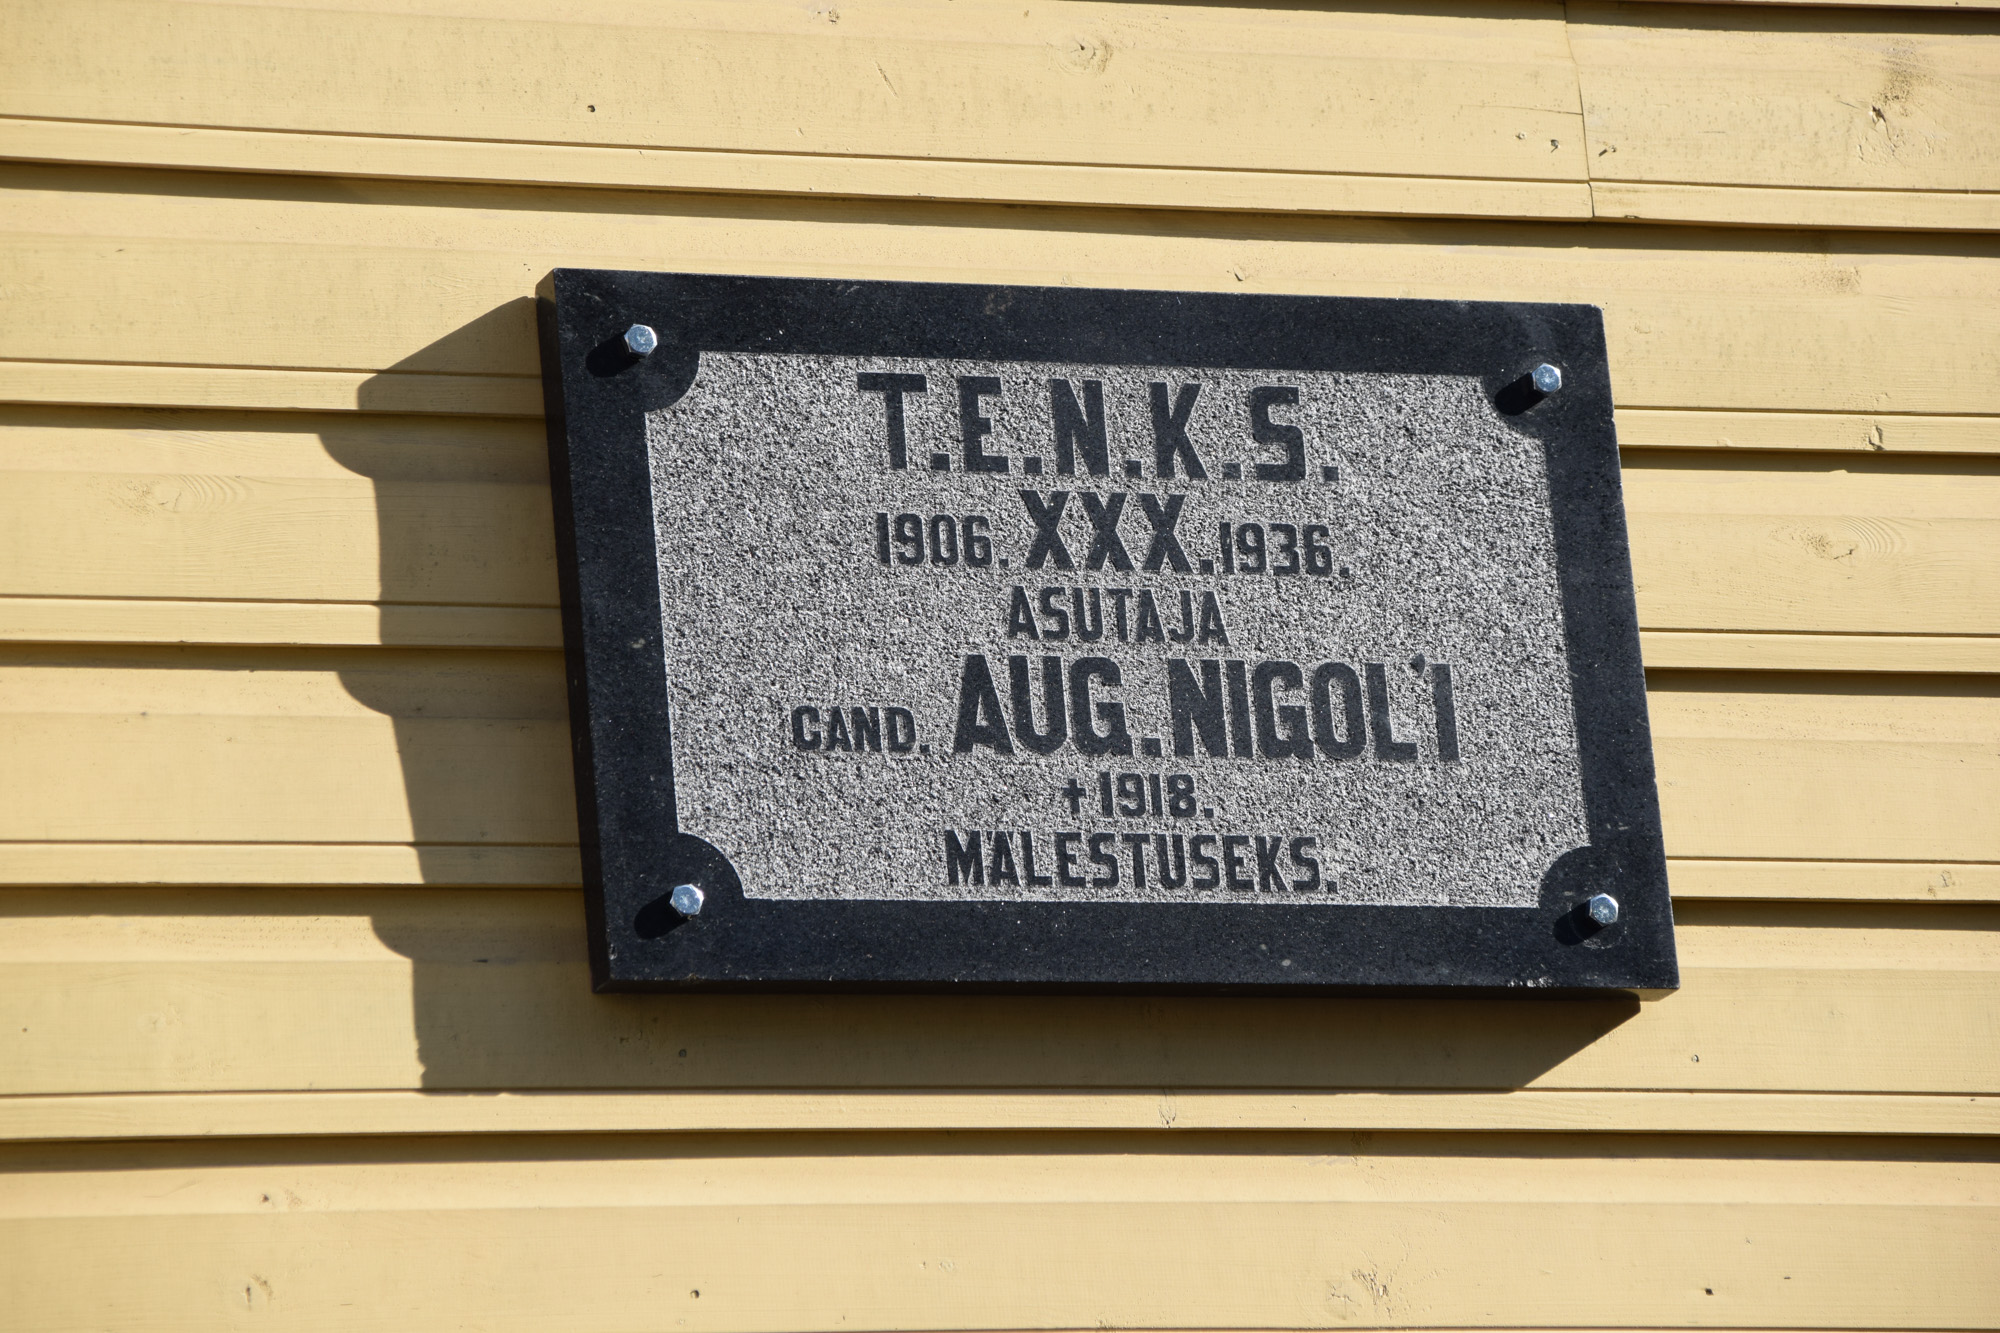 T.E.N.K.S.
1906. XXX. 1936.
ASUTAJA
CAND. AUG. NIGOL'I
+ 1918.
MÄLESTUSEKS.